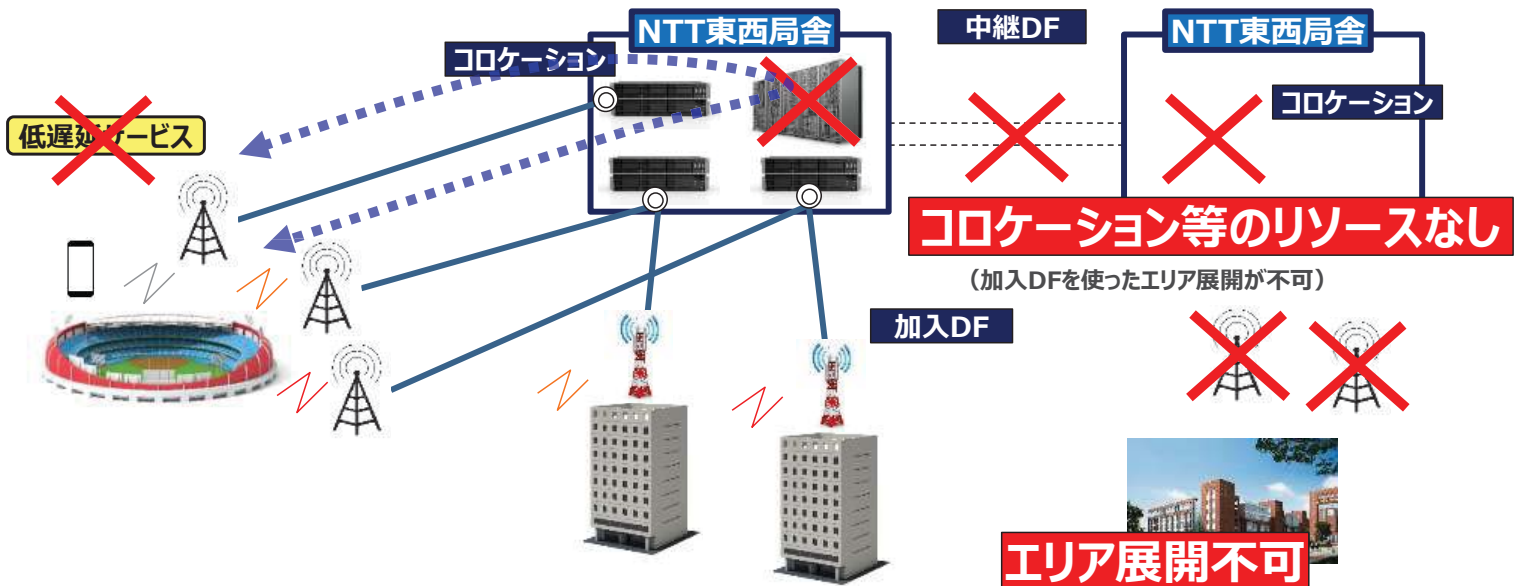 NTT東西局舎
中継DF
NTT東西局舎
コロケーション
コロケーション
低遅延サービス
コロケーション等のリソースなし
（加入DFを使ったエリア展開が不可）
加入DF
エリア展開不可